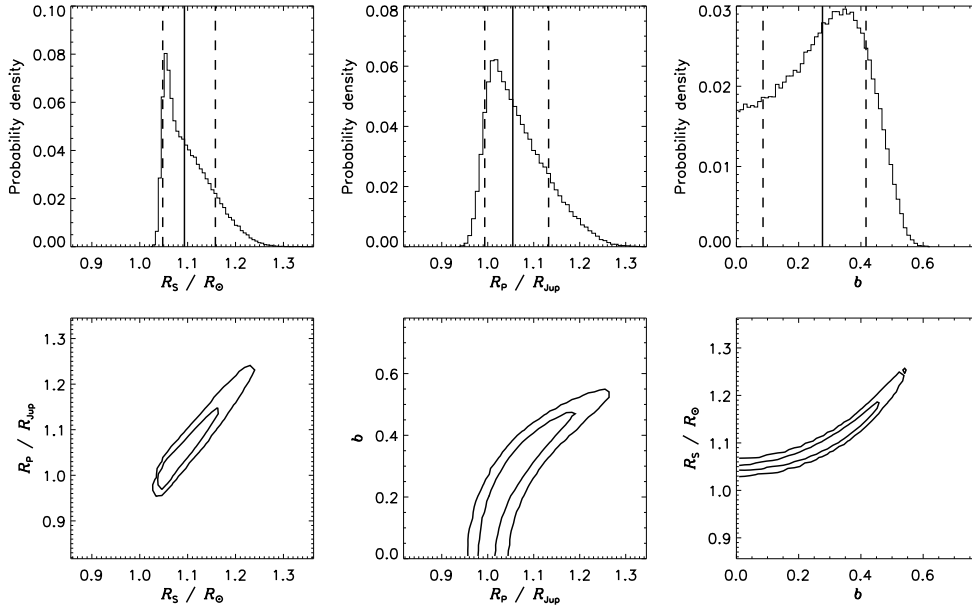 Probability density
0.10
0.08
0.06
0.04
0.02
0.00
0.9 1.0 1.1 1.2 1.3
R_S / R_⊙
Probability density
0.08
0.06
0.04
0.02
0.00
0.9 1.0 1.1 1.2 1.3
R_P / R_Jup
Probability density
0.03
0.02
0.01
0.00
0.0 0.2 0.4 0.6
b
R_P / R_Jup
1.3
1.2
1.1
1.0
0.9
0.9 1.0 1.1 1.2 1.3
R_S / R_⊙
b
0.6
0.4
0.2
0.0
0.9 1.0 1.1 1.2 1.3
R_P / R_Jup
R_S / R_⊙
1.3
1.2
1.1
1.0
0.9
0.0 0.2 0.4 0.6
b